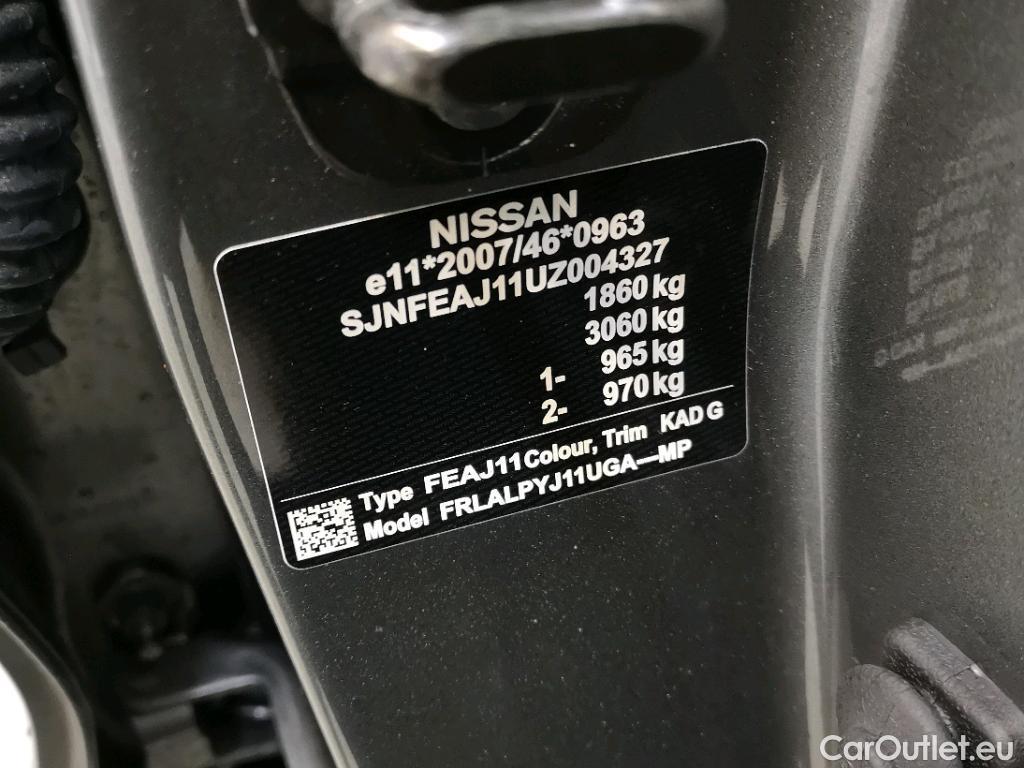 NISSAN
e11*2007/46*0963
SJNFEAJ11UZ004327
1860 kg
3060 kg
1- 965 kg
2- 970 kg
Type FEAJ11 Colour, Trim KAD G
Model FRLALPYJ11UGA—MP
CarOutlet.eu